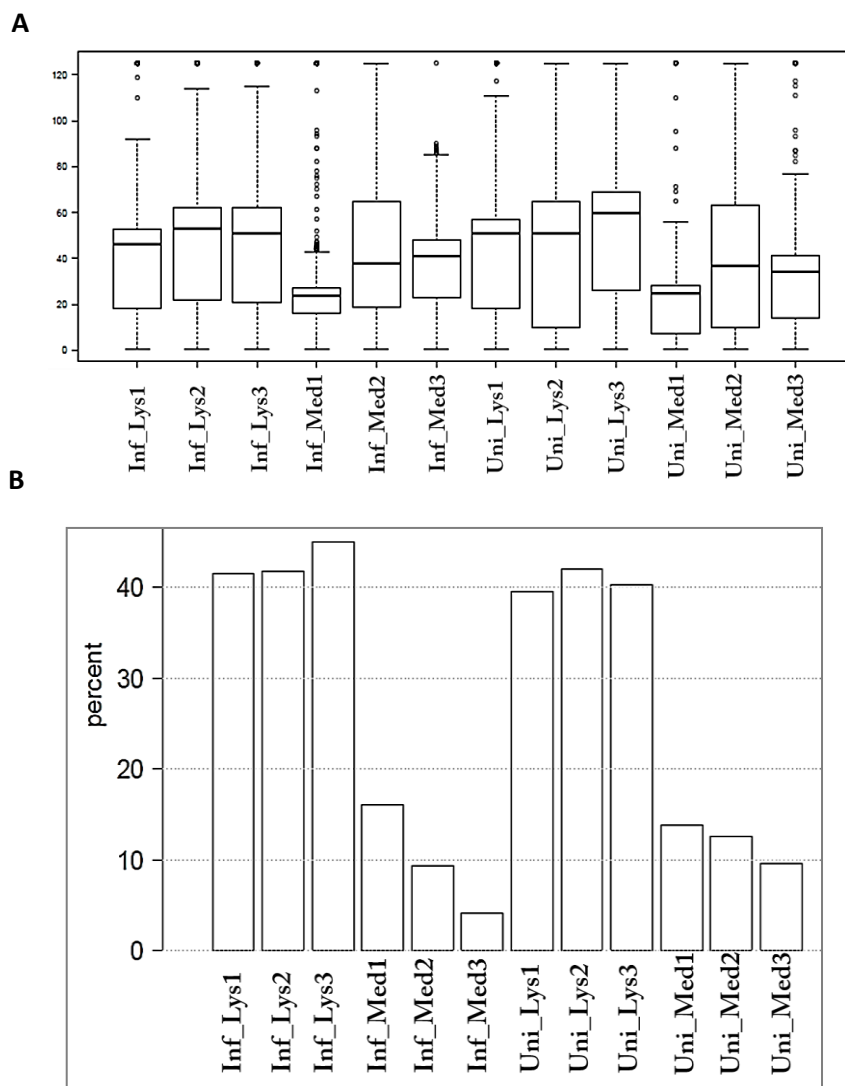 A
120
100
80
60
40
20
0
Inf_Lys1 Inf_Lys2 Inf_Lys3 Inf_Med1 Inf_Med2 Inf_Med3 Uni_Lys1 Uni_Lys2 Uni_Lys3 Uni_Med1 Uni_Med2 Uni_Med3
B
percent
40
30
20
10
0
Inf_Lys1 Inf_Lys2 Inf_Lys3 Inf_Med1 Inf_Med2 Inf_Med3 Uni_Lys1 Uni_Lys2 Uni_Lys3 Uni_Med1 Uni_Med2 Uni_Med3